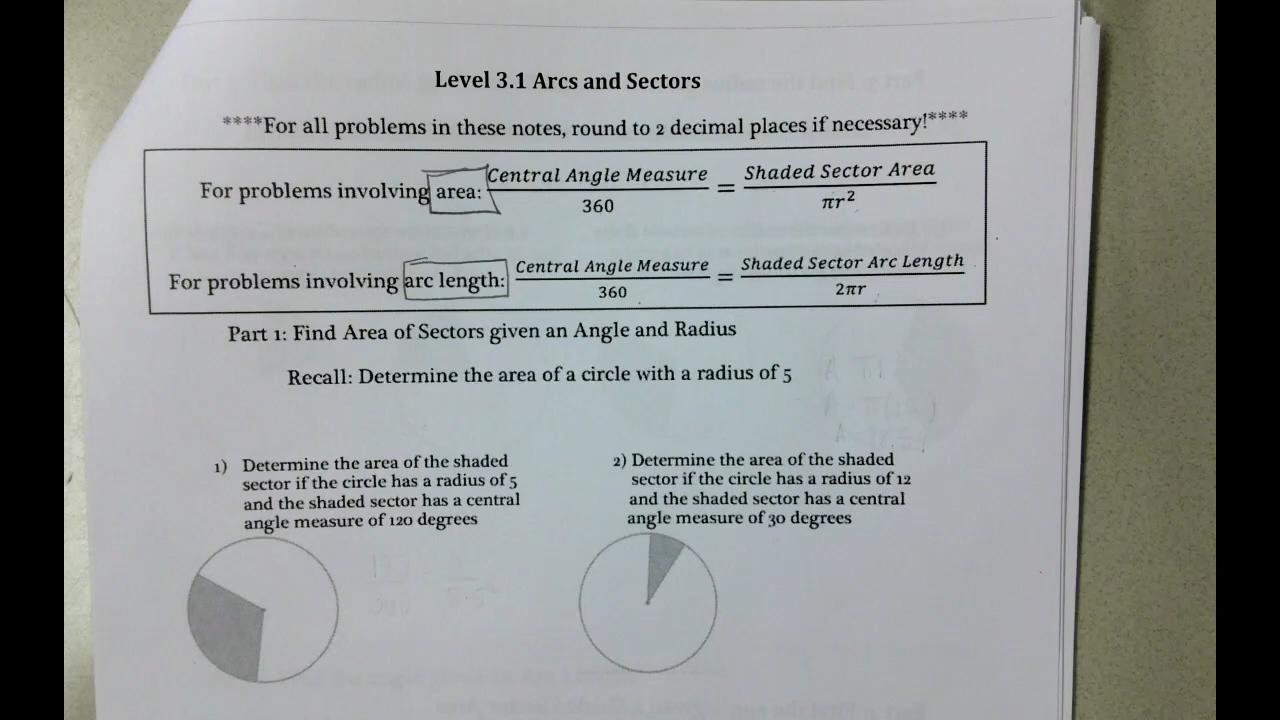 Level 3.1 Arcs and Sectors
****For all problems in these notes, round to 2 decimal places if necessary!****
For problems involving area: Central Angle Measure / 360 = Shaded Sector Area / πr²
For problems involving arc length: Central Angle Measure / 360 = Shaded Sector Arc Length / 2πr
Part 1: Find Area of Sectors given an Angle and Radius
Recall: Determine the area of a circle with a radius of 5
1) Determine the area of the shaded
sector if the circle has a radius of 5
and the shaded sector has a central
angle measure of 120 degrees
2) Determine the area of the shaded
sector if the circle has a radius of 12
and the shaded sector has a central
angle measure of 30 degrees